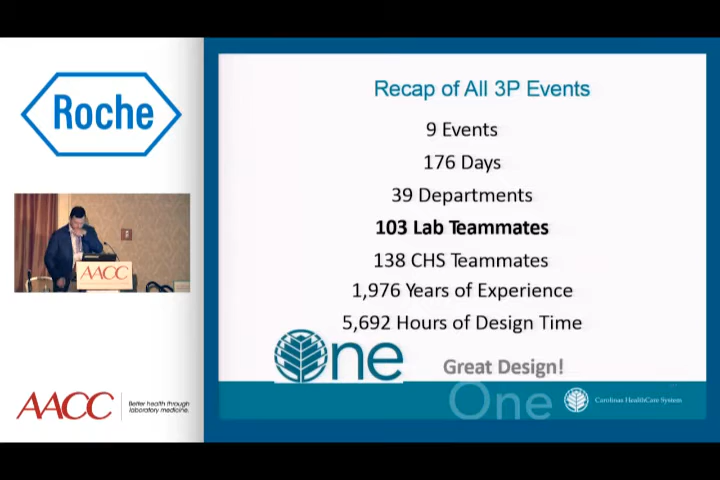 Roche
AACC
AACC
Better health through
laboratory medicine.
Recap of All 3P Events
9 Events
176 Days
39 Departments
103 Lab Teammates
138 CHS Teammates
1,976 Years of Experience
5,692 Hours of Design Time
One
Great Design!
One
Carolinas HealthCare System